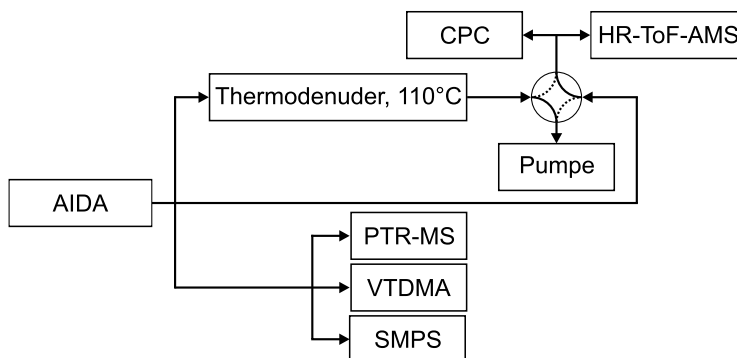 CPC
HR-ToF-AMS
Thermodenuder, 110°C
Pumpe
AIDA
PTR-MS
VTDMA
SMPS